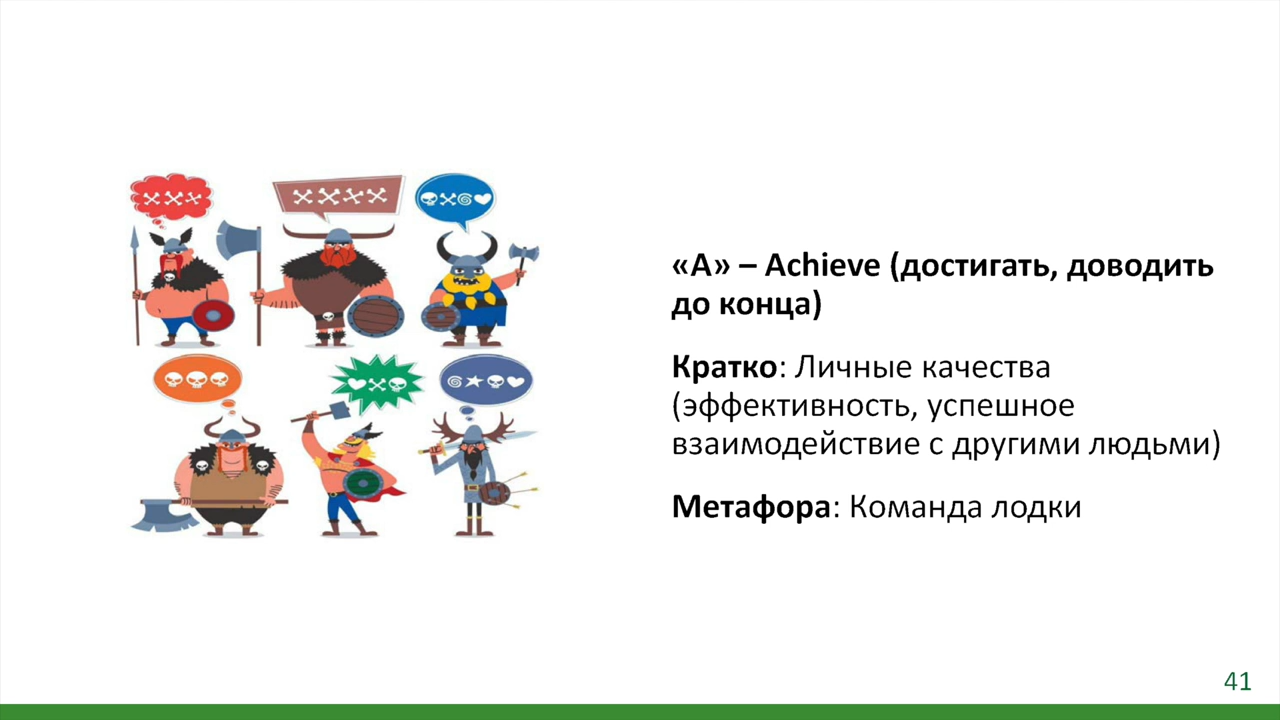 «A» – Achieve (достигать, доводить
до конца)
Кратко: Личные качества
(эффективность, успешное
взаимодействие с другими людьми)
Метафора: Команда лодки
41